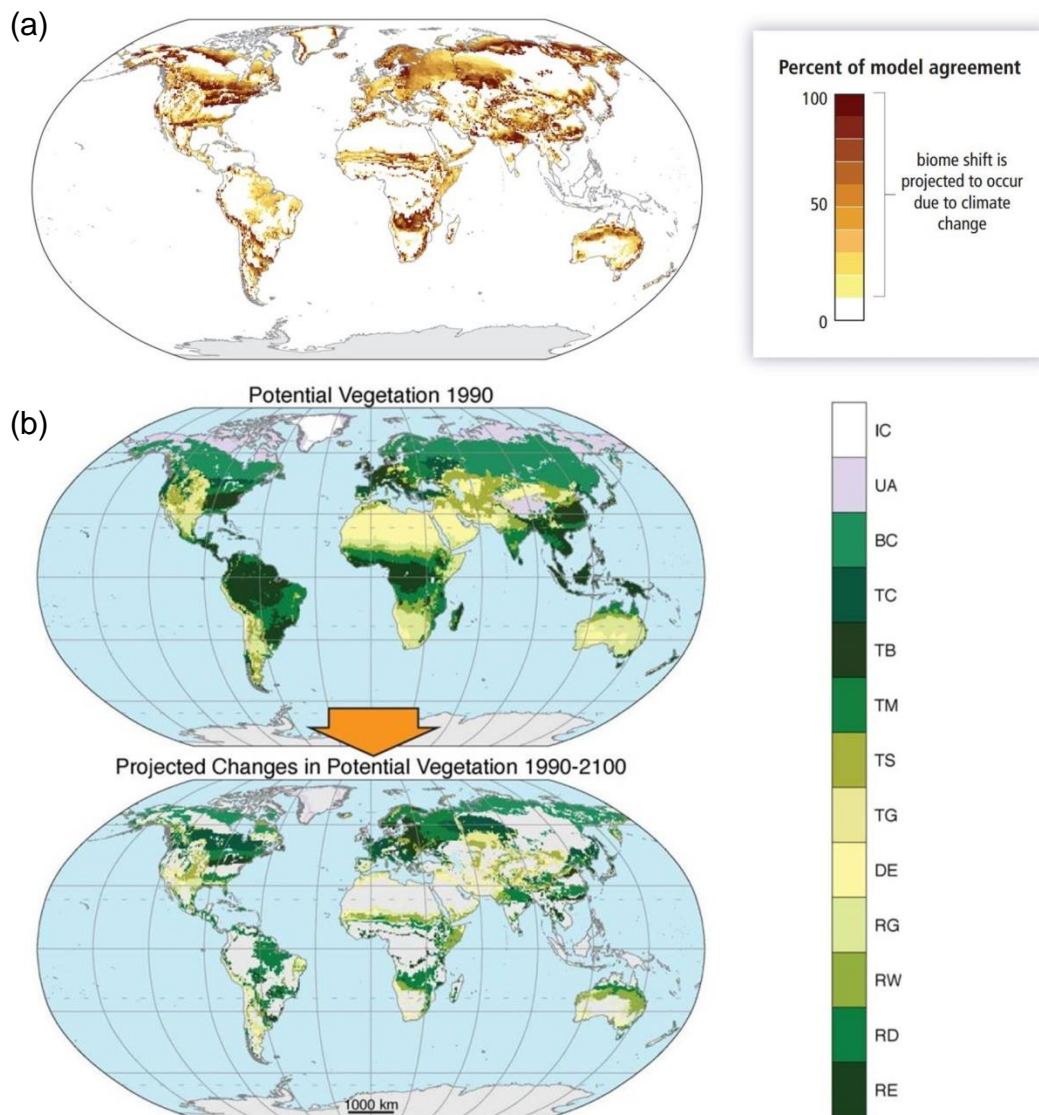 (a)
Percent of model agreement
100
50
0
biome shift is
projected to occur
due to climate
change
(b)
Potential Vegetation 1990
Projected Changes in Potential Vegetation 1990-2100
1000 km
IC
UA
BC
TC
TB
TM
TS
TG
DE
RG
RW
RD
RE